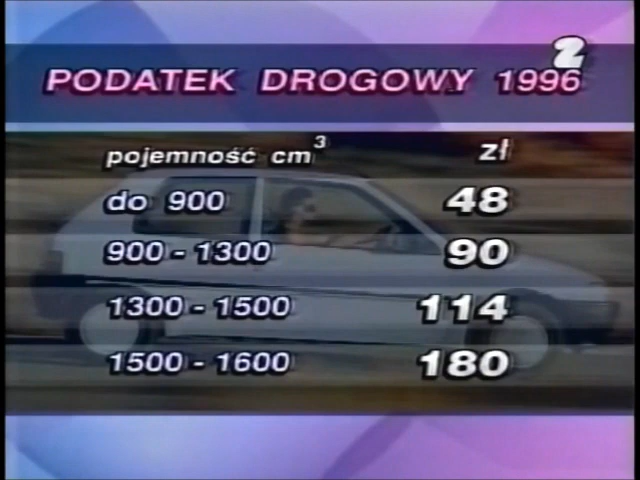 2
PODATEK DROGOWY 1996
pojemność cm³ zł
do 900 48
900 - 1300 90
1300 - 1500 114
1500 - 1600 180